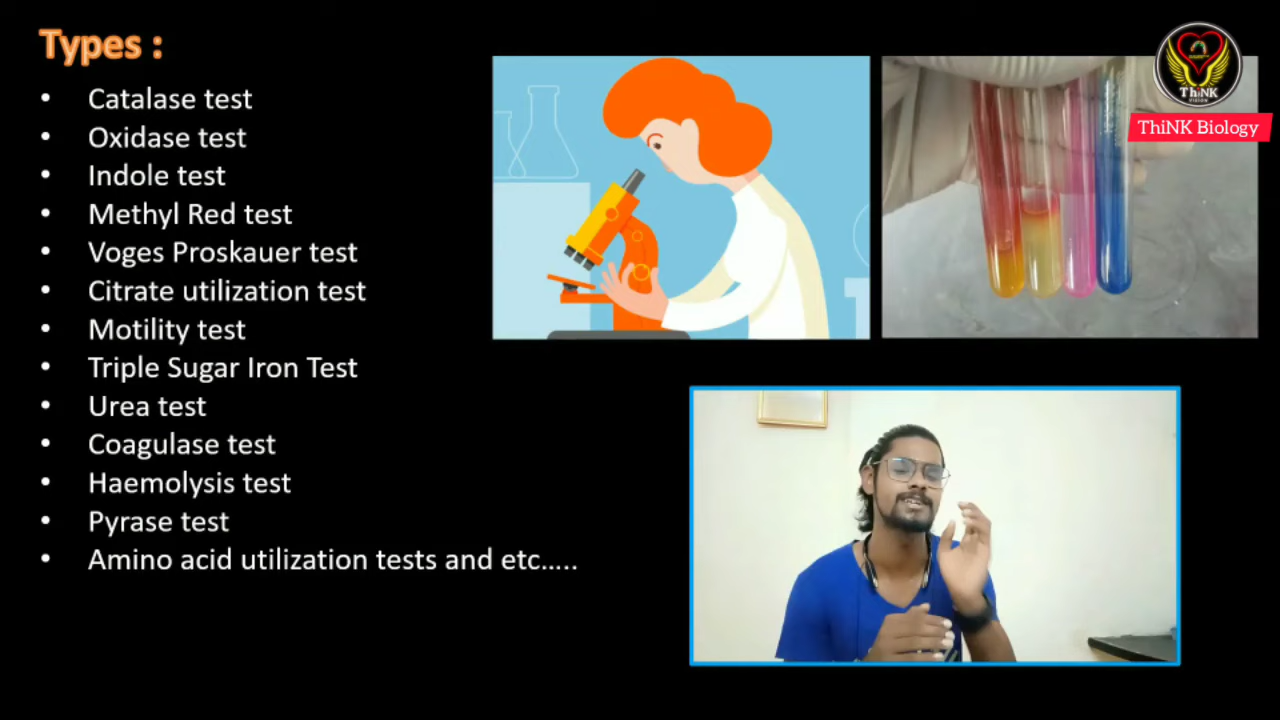 Types :
• Catalase test
• Oxidase test
• Indole test
• Methyl Red test
• Voges Proskauer test
• Citrate utilization test
• Motility test
• Triple Sugar Iron Test
• Urea test
• Coagulase test
• Haemolysis test
• Pyrase test
• Amino acid utilization tests and etc…..
ThiNK
VISION
ThiNK Biology